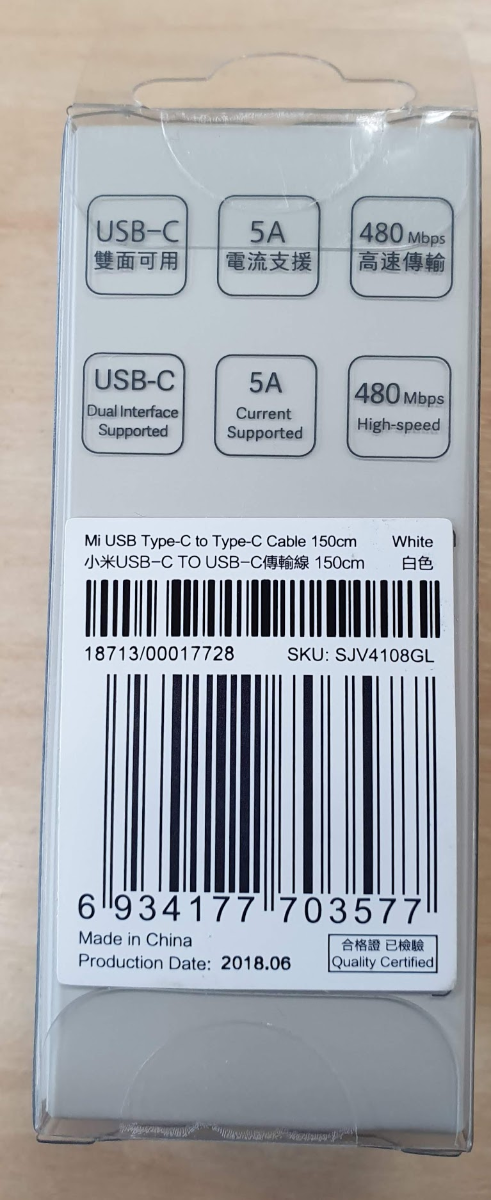 USB-C
雙面可用
5A
電流支援
480 Mbps
高速傳輸
USB-C
Dual Interface
Supported
5A
Current
Supported
480 Mbps
High-speed
Mi USB Type-C to Type-C Cable 150cm White
小米USB-C TO USB-C傳輸線 150cm 白色
18713/00017728 SKU: SJV4108GL
6 934177 703577
Made in China
Production Date: 2018.06
合格證 已檢驗
Quality Certified